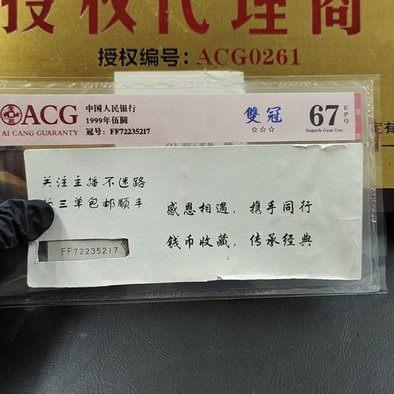 授权代理商
授权编号: ACG0261
ACG
AI CANG GUARANTY
中国人民银行
1999年伍圆
冠号: FF72235217
雙冠
☆☆☆
67
EPQ
Superb Gem Unc
关注主播不迷路
三单包邮顺丰
感恩相遇, 携手同行
钱币收藏, 传承经典
FF72235217